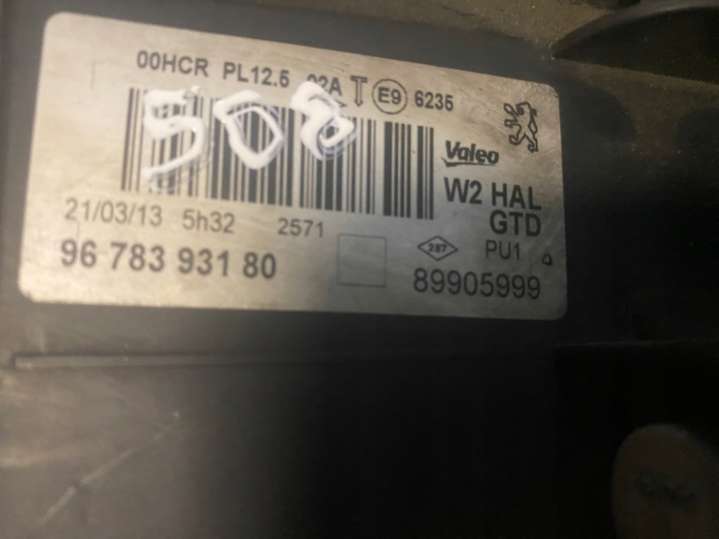 00HCR PL12.5 02A E9 6235
508
Valeo
W2 HAL
GTD
21/03/13 5h32 2571
287
PU1
96 783 931 80
89905999